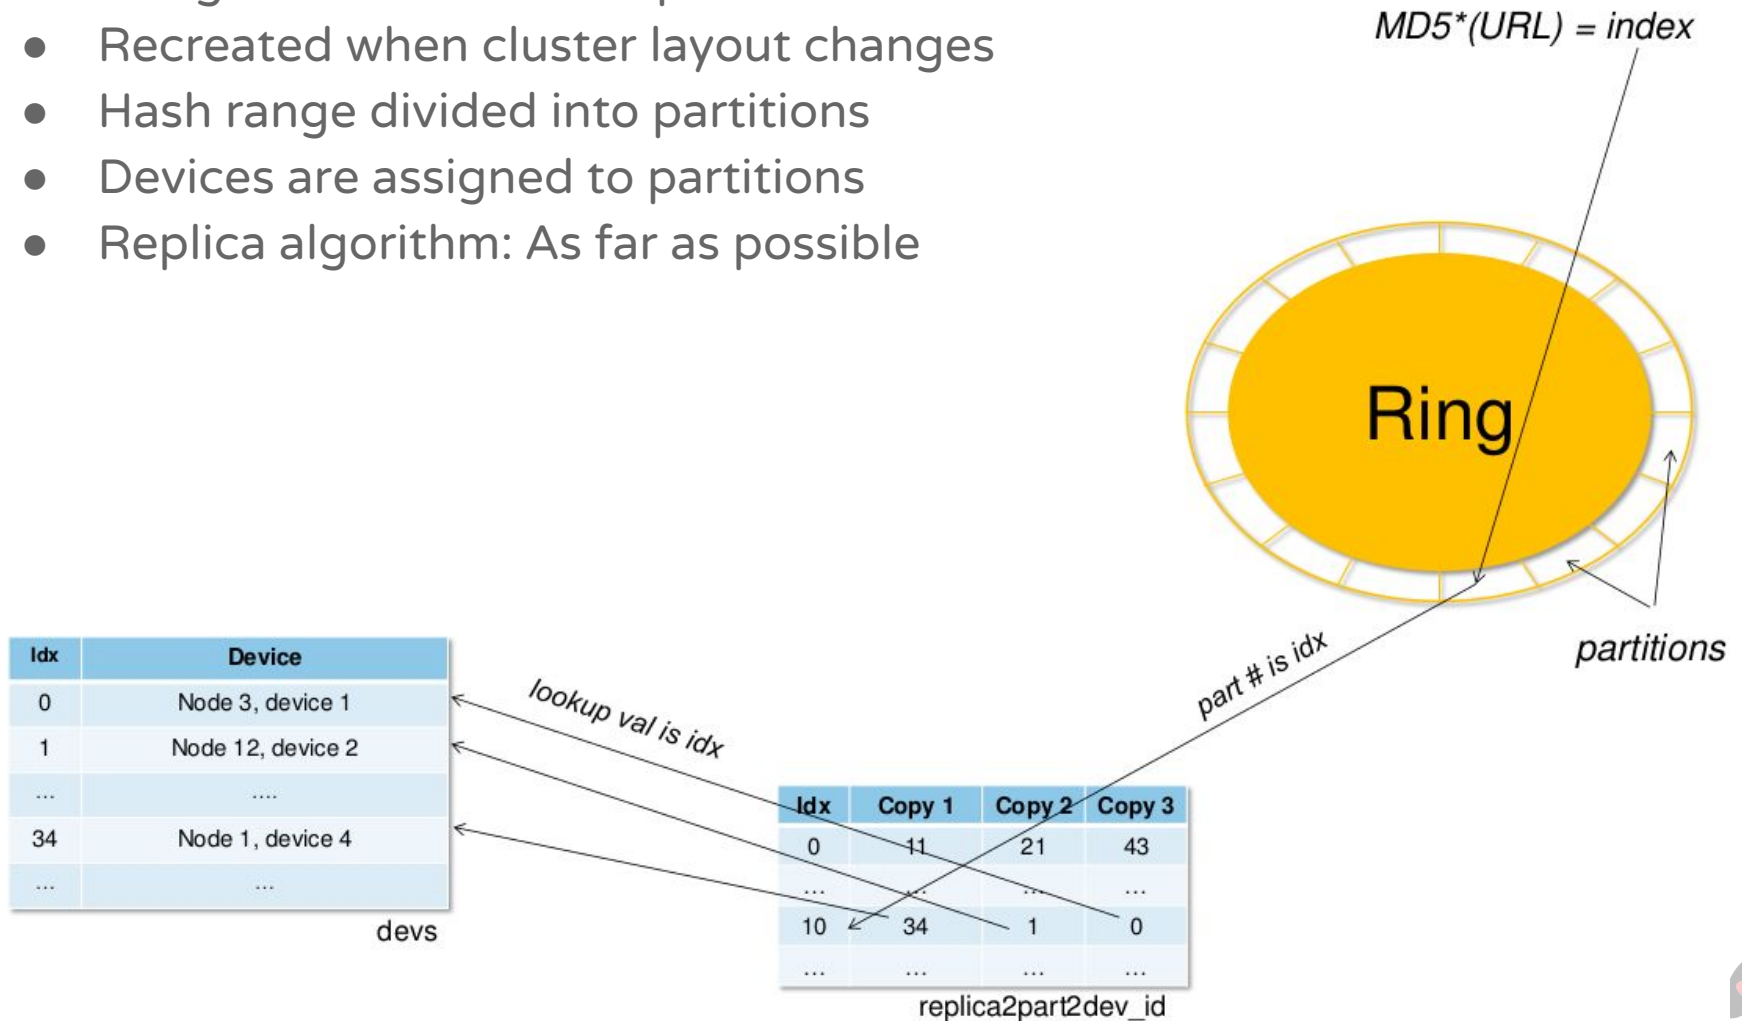 ● Recreated when cluster layout changes
● Hash range divided into partitions
● Devices are assigned to partitions
● Replica algorithm: As far as possible
MD5*(URL) = index
Ring
partitions
part # is idx
lookup val is idx
Idx Device
0 Node 3, device 1
1 Node 12, device 2
... ....
34 Node 1, device 4
... ...
devs
Idx Copy 1 Copy 2 Copy 3
0 11 21 43
... ... ... ...
10 34 1 0
... ... ... ...
replica2part2dev_id